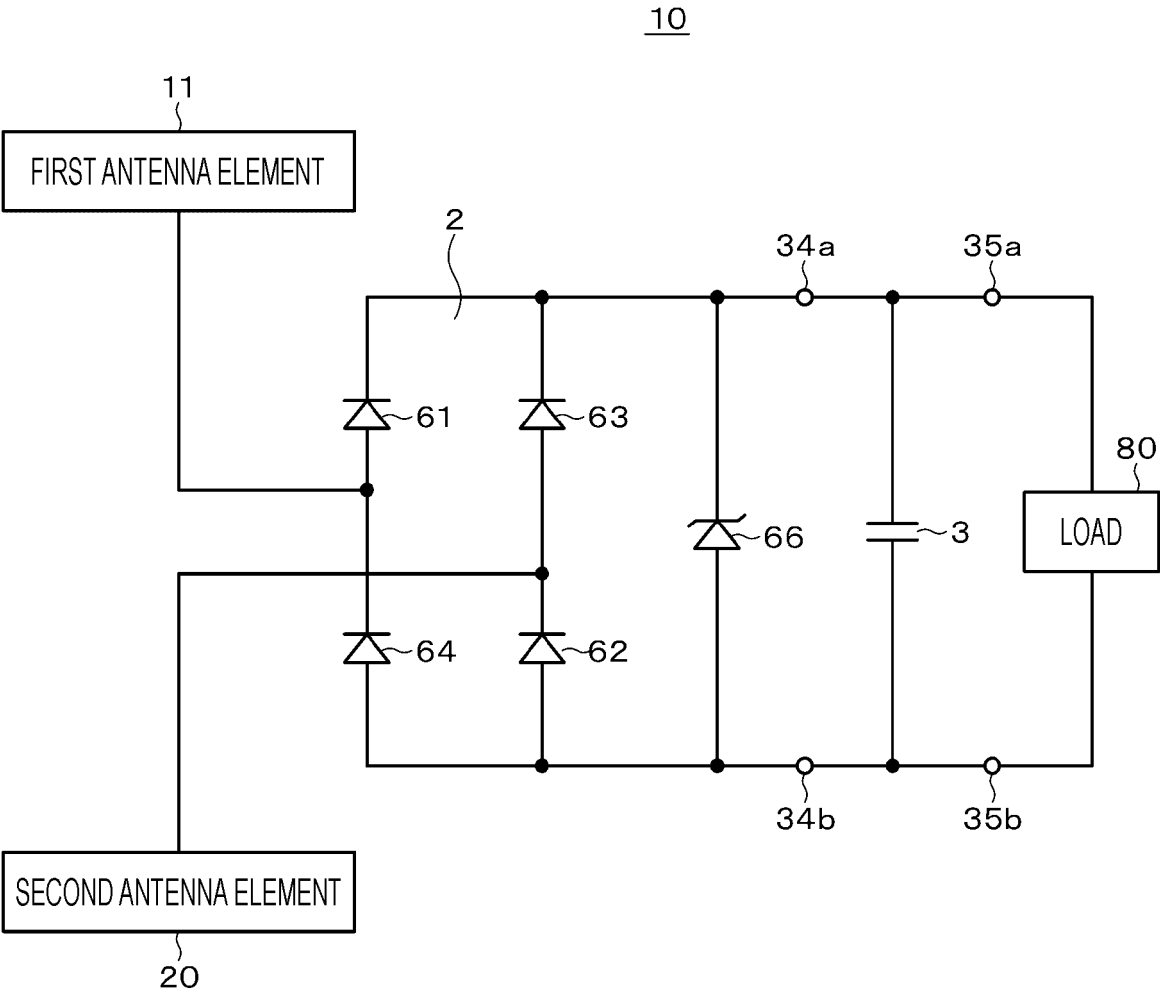 10
11
FIRST ANTENNA ELEMENT
2
34a
35a
61
63
80
66
3
LOAD
64
62
34b
35b
SECOND ANTENNA ELEMENT
20